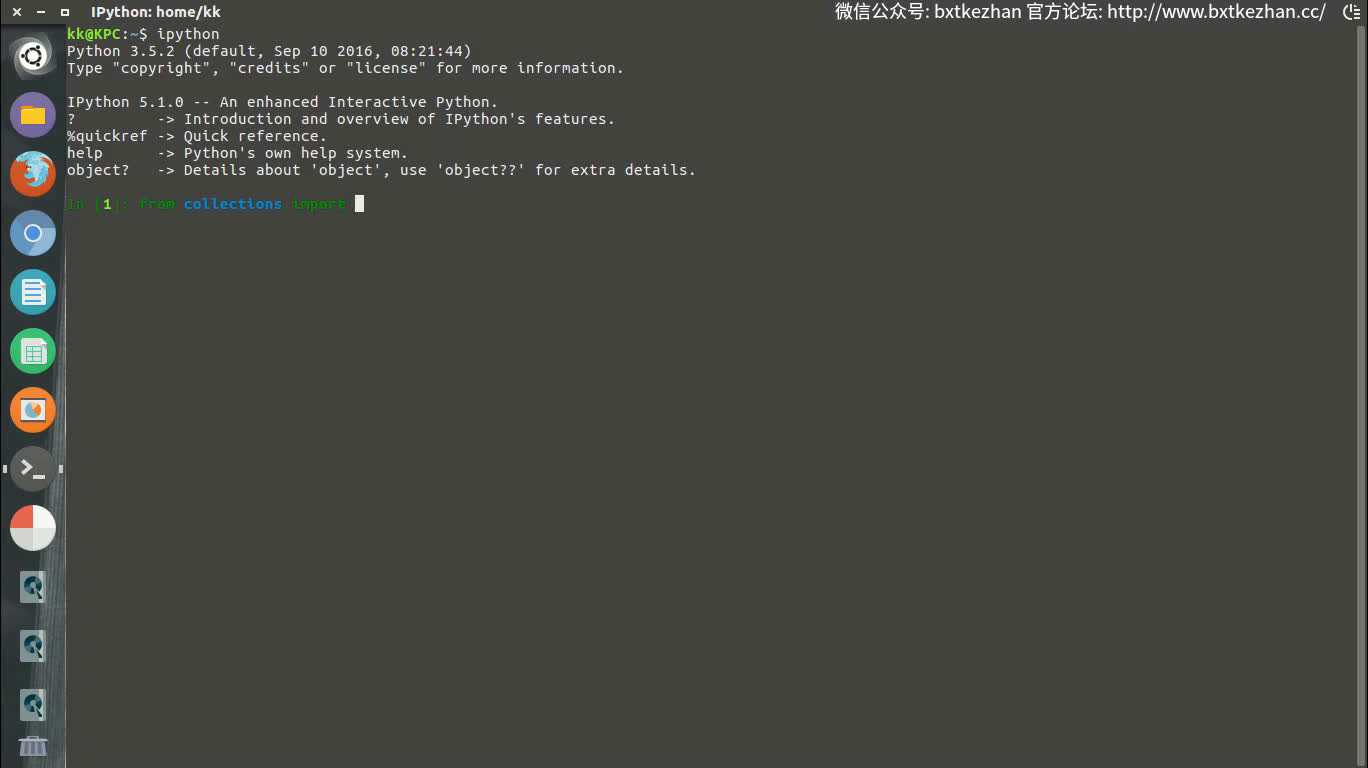 IPython: home/kk
微信公众号: bxtkezhan 官方论坛: http://www.bxtkezhan.cc/
kk@KPC:~$ ipython
Python 3.5.2 (default, Sep 10 2016, 08:21:44)
Type "copyright", "credits" or "license" for more information.
IPython 5.1.0 -- An enhanced Interactive Python.
?         -> Introduction and overview of IPython's features.
%quickref -> Quick reference.
help      -> Python's own help system.
object?   -> Details about 'object', use 'object??' for extra details.
In [1]: from collections import